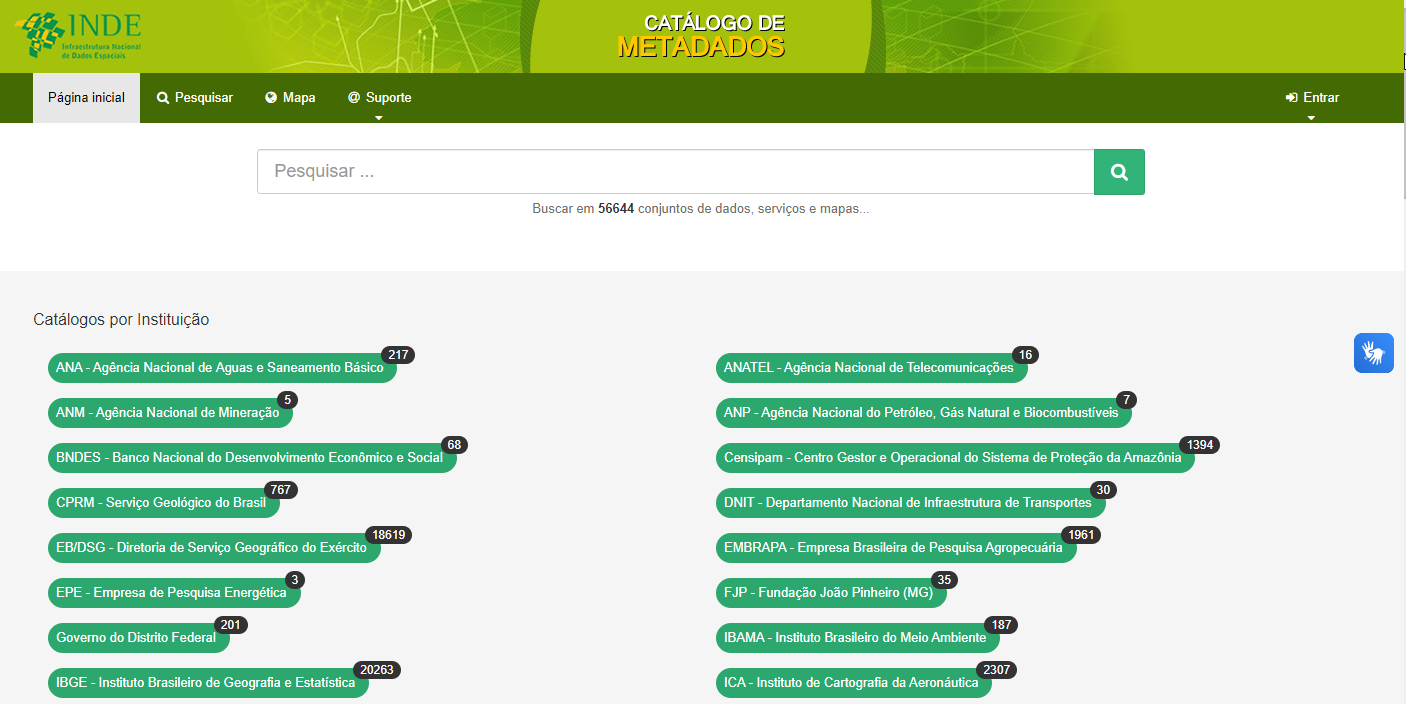 INDE
Infraestrutura Nacional
de Dados Espaciais
CATÁLOGO DE
METADADOS
Página inicial
Pesquisar
Mapa
Suporte
Entrar
Pesquisar ...
Buscar em 56644 conjuntos de dados, serviços e mapas...
Catálogos por Instituição
ANA - Agência Nacional de Aguas e Saneamento Básico 217
ANATEL - Agência Nacional de Telecomunicações 16
ANM - Agência Nacional de Mineração 5
ANP - Agência Nacional do Petróleo, Gás Natural e Biocombustíveis 7
BNDES - Banco Nacional do Desenvolvimento Econômico e Social 68
Censipam - Centro Gestor e Operacional do Sistema de Proteção da Amazônia 1394
CPRM - Serviço Geológico do Brasil 767
DNIT - Departamento Nacional de Infraestrutura de Transportes 30
EB/DSG - Diretoria de Serviço Geográfico do Exército 18619
EMBRAPA - Empresa Brasileira de Pesquisa Agropecuária 1961
EPE - Empresa de Pesquisa Energética 3
FJP - Fundação João Pinheiro (MG) 35
Governo do Distrito Federal 201
IBAMA - Instituto Brasileiro do Meio Ambiente 187
IBGE - Instituto Brasileiro de Geografia e Estatística 20263
ICA - Instituto de Cartografia da Aeronáutica 2307